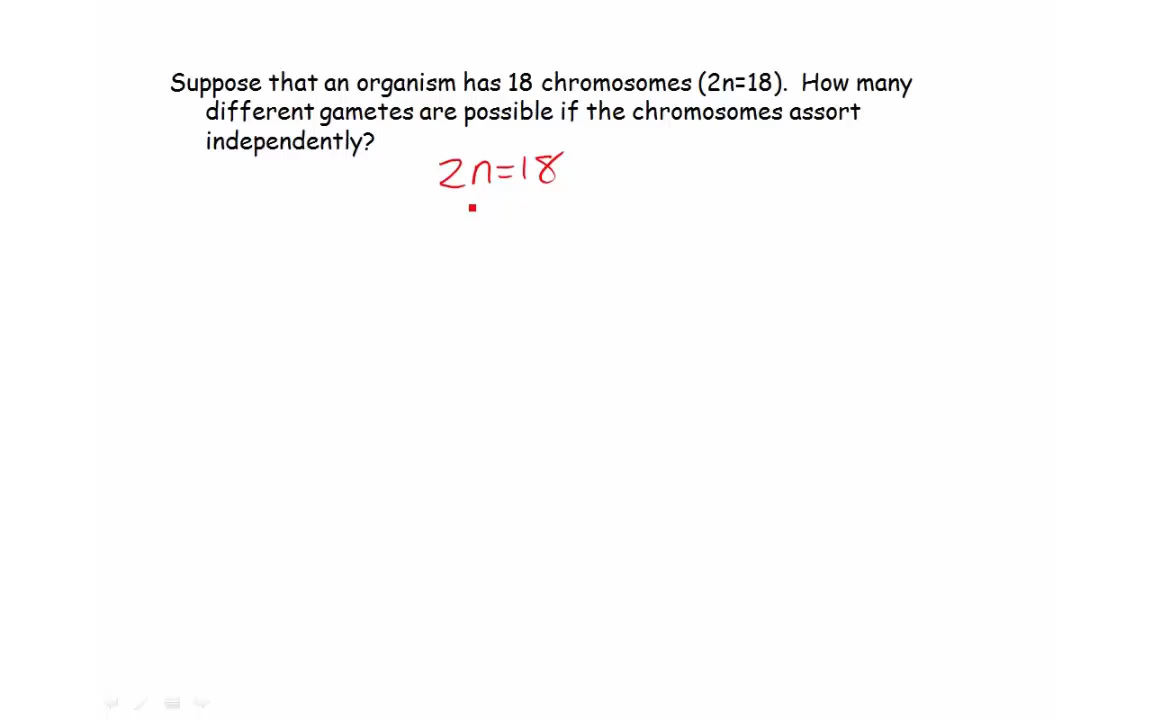 Suppose that an organism has 18 chromosomes (2n=18).  How many
different gametes are possible if the chromosomes assort
independently?
2n=18